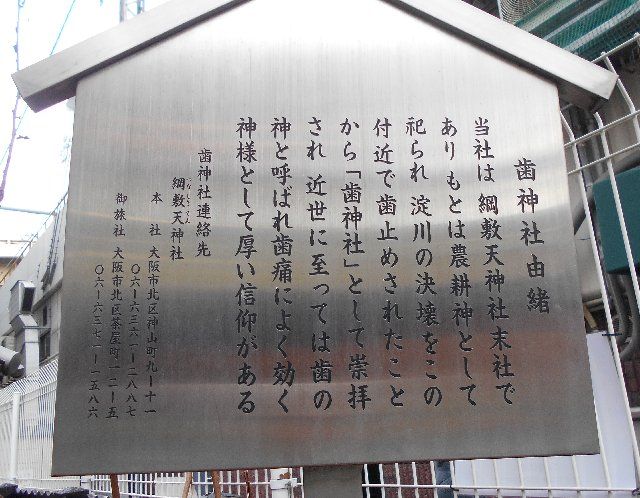 歯神社由緒
当社は 綱敷天神社末社で
あり もとは農耕神として
祀られ 淀川の決壊をこの
付近で歯止めされたこと
から「歯神社」として崇拝
され 近世に至っては歯の
神と呼ばれ歯痛によく効く
神様として厚い信仰がある
歯神社連絡先
綱敷天神社
本 社 大阪市北区神山町九ー十一
〇六ー六三六一ー二八八七
御旅社 大阪市北区茶屋町一二ー五
〇六ー六三七一ー一五八六